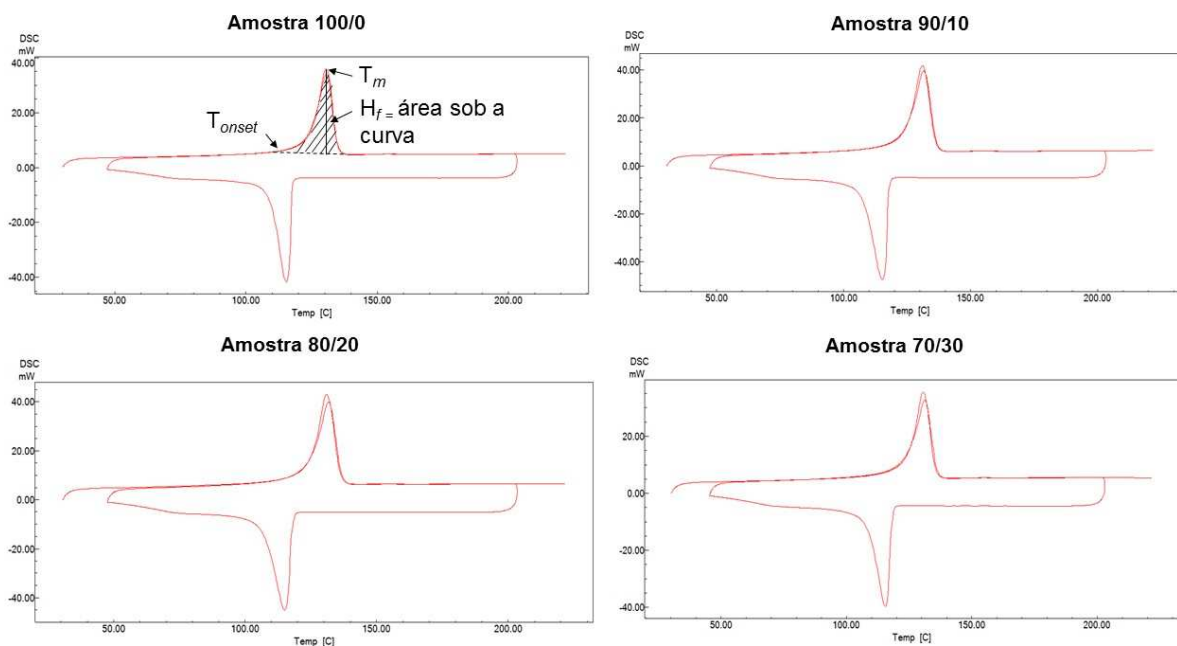 Amostra 100/0
DSC
mW
40.00
20.00
0.00
-20.00
-40.00
T_m
H_f = área sob a
curva
T_onset
50.00
100.00
150.00
200.00
Temp [C]
Amostra 90/10
DSC
mW
40.00
20.00
0.00
-20.00
-40.00
50.00
100.00
150.00
200.00
Temp [C]
Amostra 80/20
DSC
mW
40.00
20.00
0.00
-20.00
-40.00
50.00
100.00
150.00
200.00
Temp [C]
Amostra 70/30
DSC
mW
20.00
0.00
-20.00
-40.00
50.00
100.00
150.00
200.00
Temp [C]